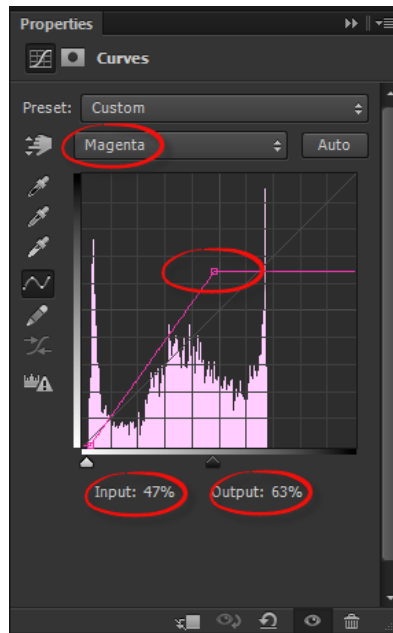 Properties
Curves
Preset: Custom
Magenta Auto
Input: 47% Output: 63%